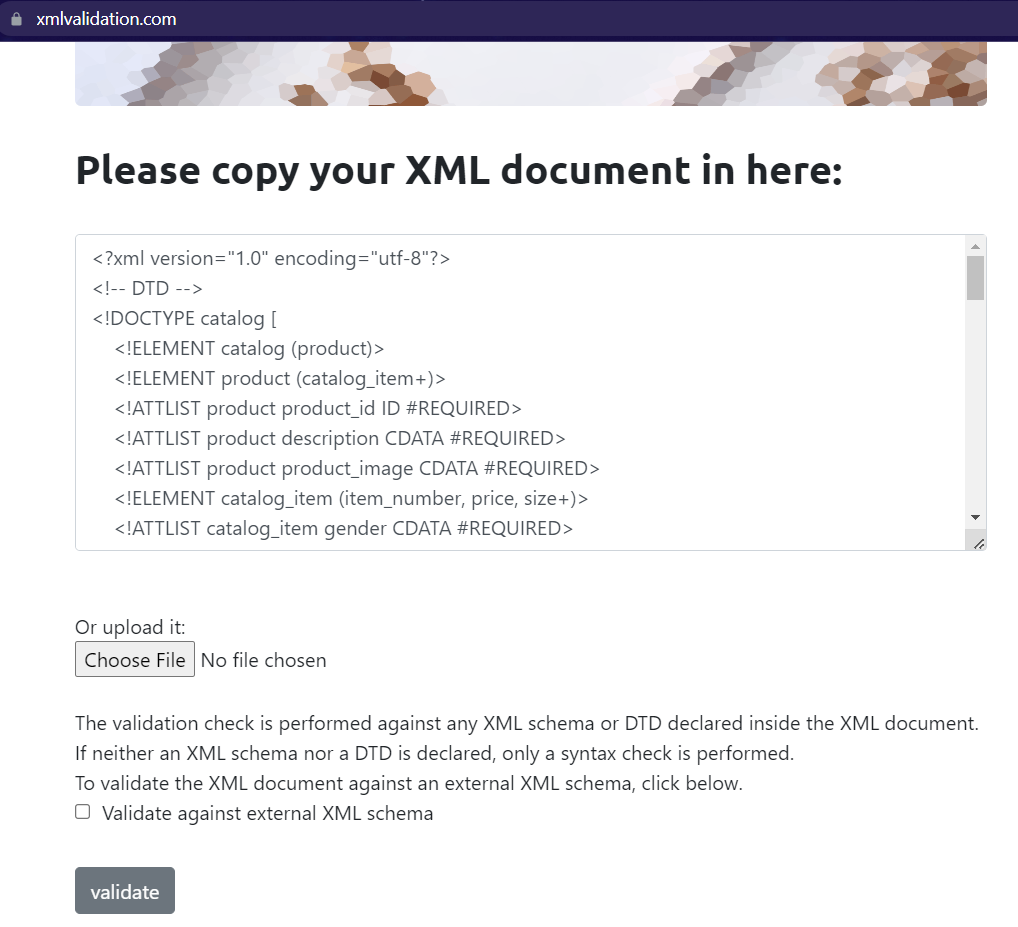 xmlvalidation.com
Please copy your XML document in here:
<?xml version="1.0" encoding="utf-8"?>
<!-- DTD -->
<!DOCTYPE catalog [
    <!ELEMENT catalog (product)>
    <!ELEMENT product (catalog_item+)>
    <!ATTLIST product product_id ID #REQUIRED>
    <!ATTLIST product description CDATA #REQUIRED>
    <!ATTLIST product product_image CDATA #REQUIRED>
    <!ELEMENT catalog_item (item_number, price, size+)>
    <!ATTLIST catalog_item gender CDATA #REQUIRED>
Or upload it:
Choose File No file chosen
The validation check is performed against any XML schema or DTD declared inside the XML document.
If neither an XML schema nor a DTD is declared, only a syntax check is performed.
To validate the XML document against an external XML schema, click below.
Validate against external XML schema
validate